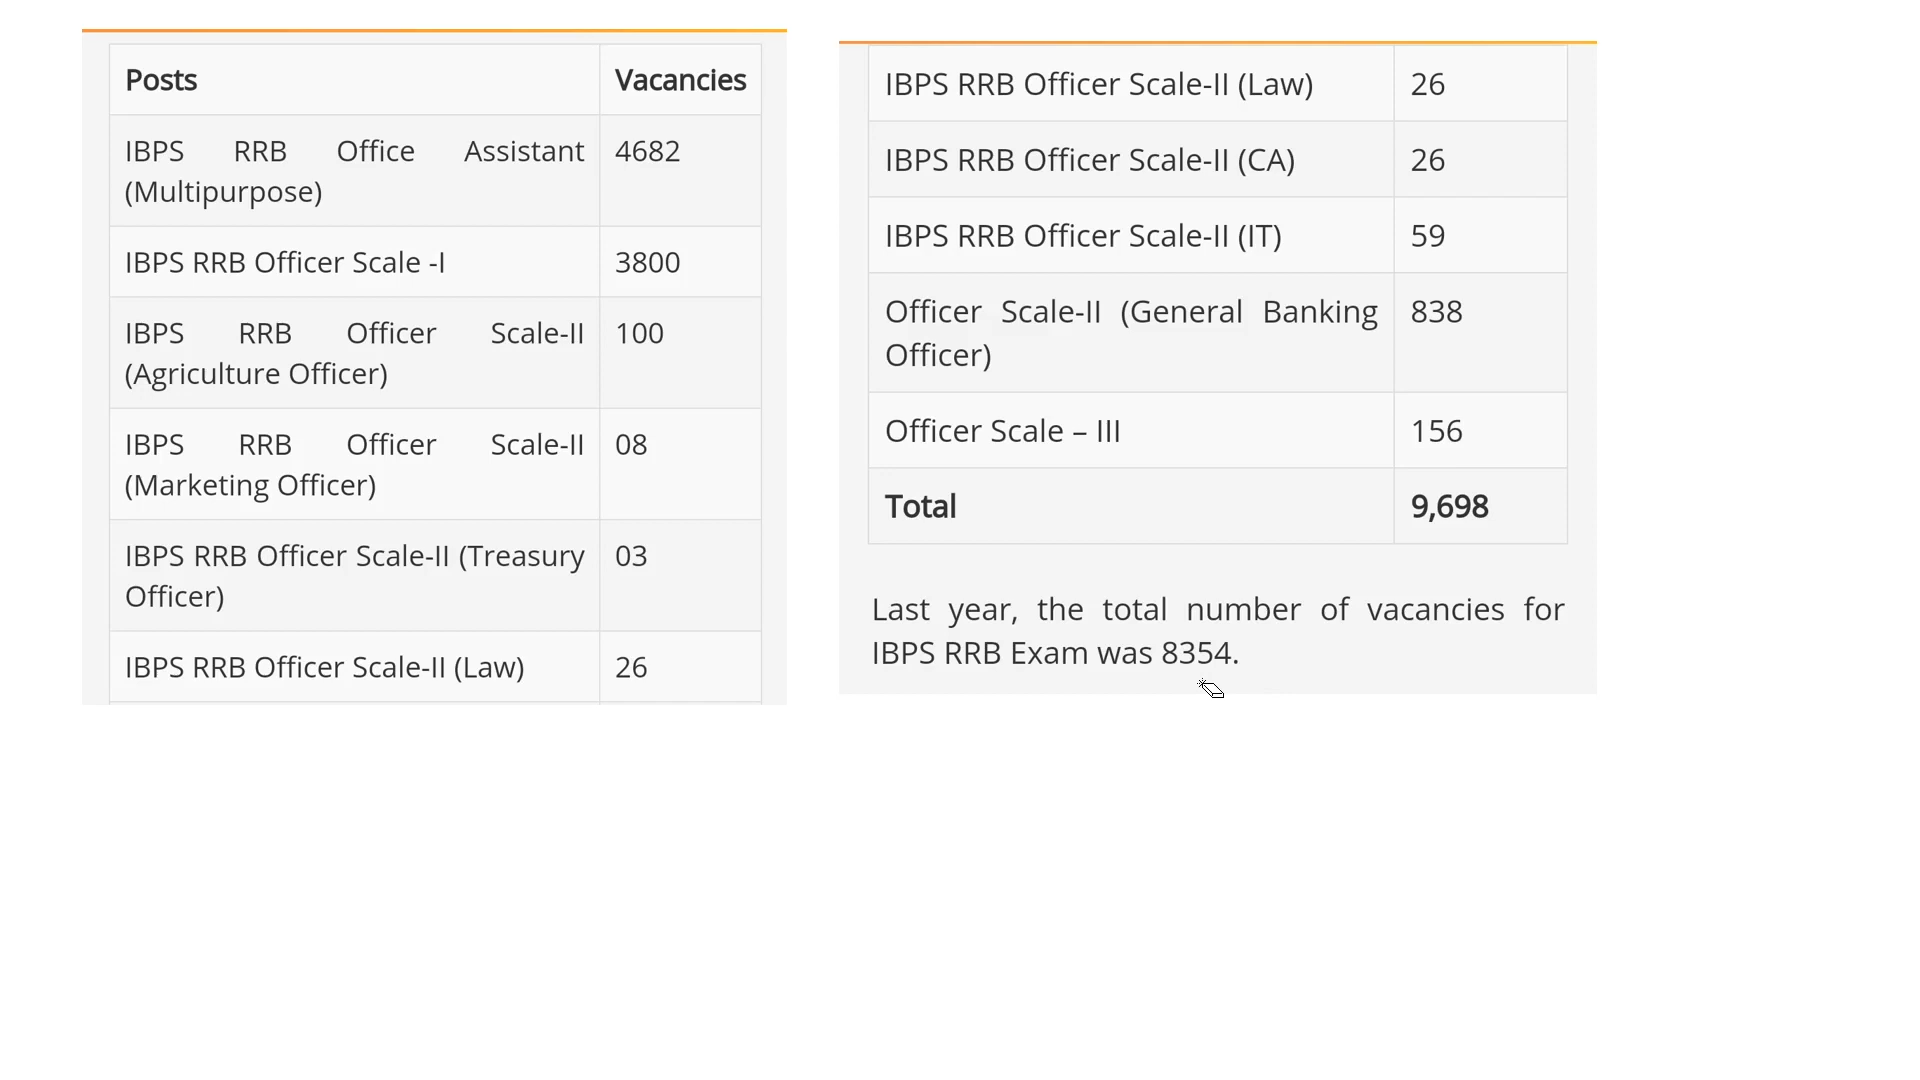 Posts Vacancies
IBPS RRB Office Assistant 4682
(Multipurpose)
IBPS RRB Officer Scale -I 3800
IBPS RRB Officer Scale-II 100
(Agriculture Officer)
IBPS RRB Officer Scale-II 08
(Marketing Officer)
IBPS RRB Officer Scale-II (Treasury 03
Officer)
IBPS RRB Officer Scale-II (Law) 26
IBPS RRB Officer Scale-II (Law) 26
IBPS RRB Officer Scale-II (CA) 26
IBPS RRB Officer Scale-II (IT) 59
Officer Scale-II (General Banking 838
Officer)
Officer Scale – III 156
Total 9,698
Last year, the total number of vacancies for
IBPS RRB Exam was 8354.